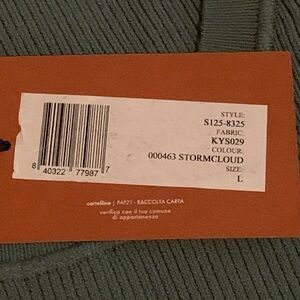 STYLE:
S125-8325
FABRIC:
KYS029
COLOUR:
000463 STORMCLOUD
SIZE:
L
8 40322 77987 7
cartellino | PAP21 - RACCOLTA CARTA
verifica con il tuo comune
di appartenenza